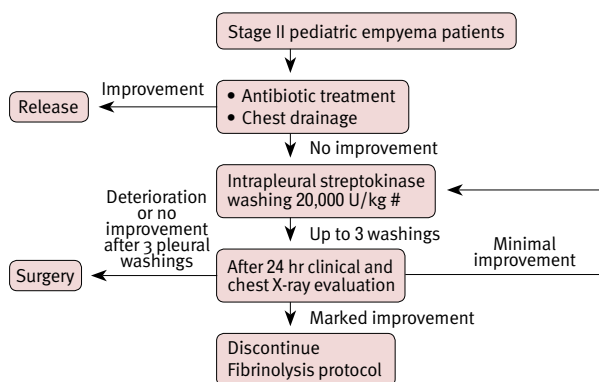 Stage II pediatric empyema patients
Improvement
Release
• Antibiotic treatment
• Chest drainage
No improvement
Intrapleural streptokinase
washing 20,000 U/kg #
Deterioration
or no
improvement
after 3 pleural
washings
Up to 3 washings
Minimal
improvement
Surgery
After 24 hr clinical and
chest X-ray evaluation
Marked improvement
Discontinue
Fibrinolysis protocol